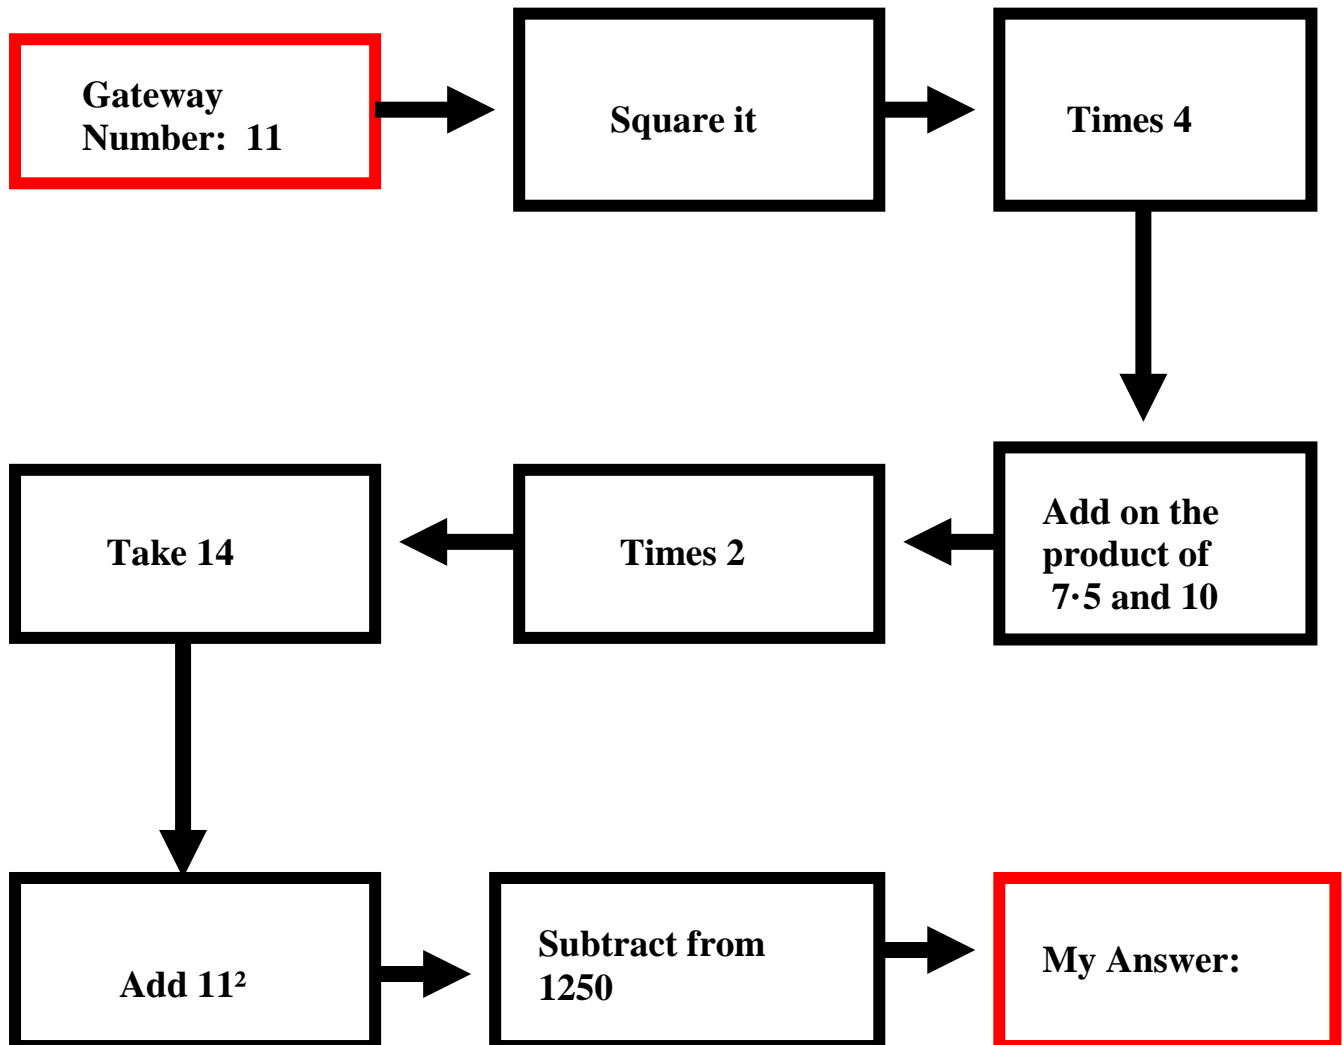 Gateway
Number:  11
Square it
Times 4
Add on the
product of
7·5 and 10
Times 2
Take 14
Add 11²
Subtract from
1250
My Answer: